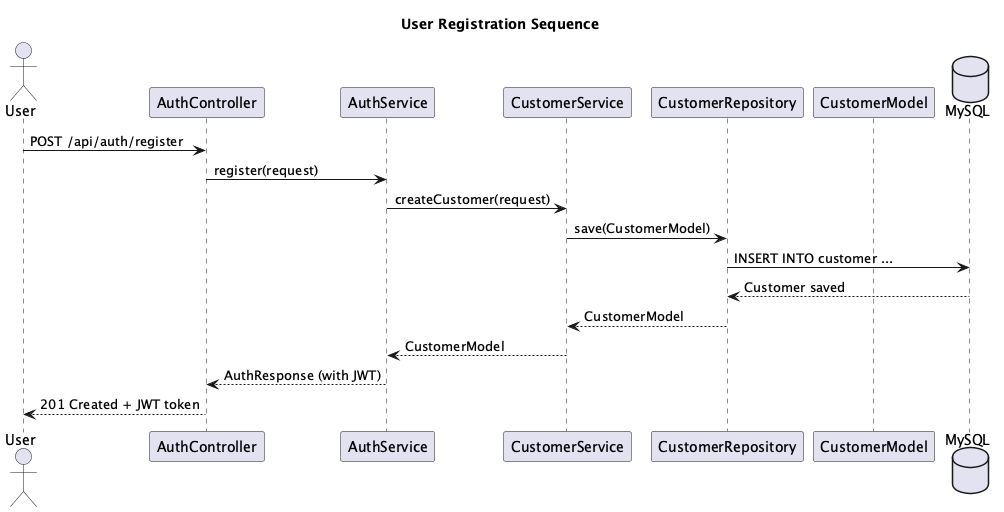 User Registration Sequence
User
AuthController
AuthService
CustomerService
CustomerRepository
CustomerModel
MySQL
POST /api/auth/register
register(request)
createCustomer(request)
save(CustomerModel)
INSERT INTO customer ...
Customer saved
CustomerModel
CustomerModel
AuthResponse (with JWT)
201 Created + JWT token
User
AuthController
AuthService
CustomerService
CustomerRepository
CustomerModel
MySQL